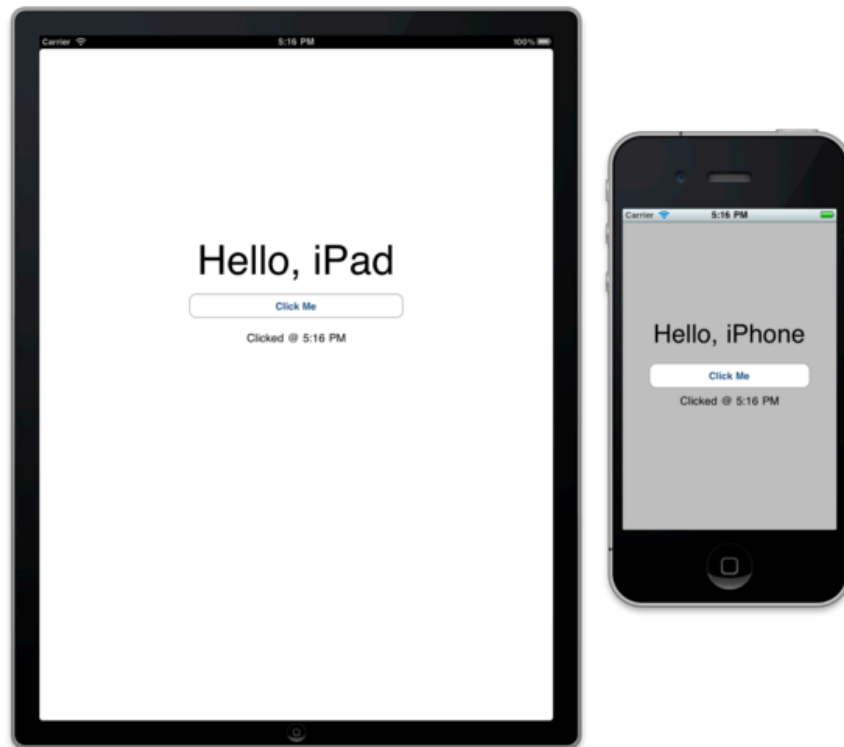 Carrier 5:16 PM 100%
Hello, iPad
Click Me
Clicked @ 5:16 PM
Carrier 5:16 PM
Hello, iPhone
Click Me
Clicked @ 5:16 PM